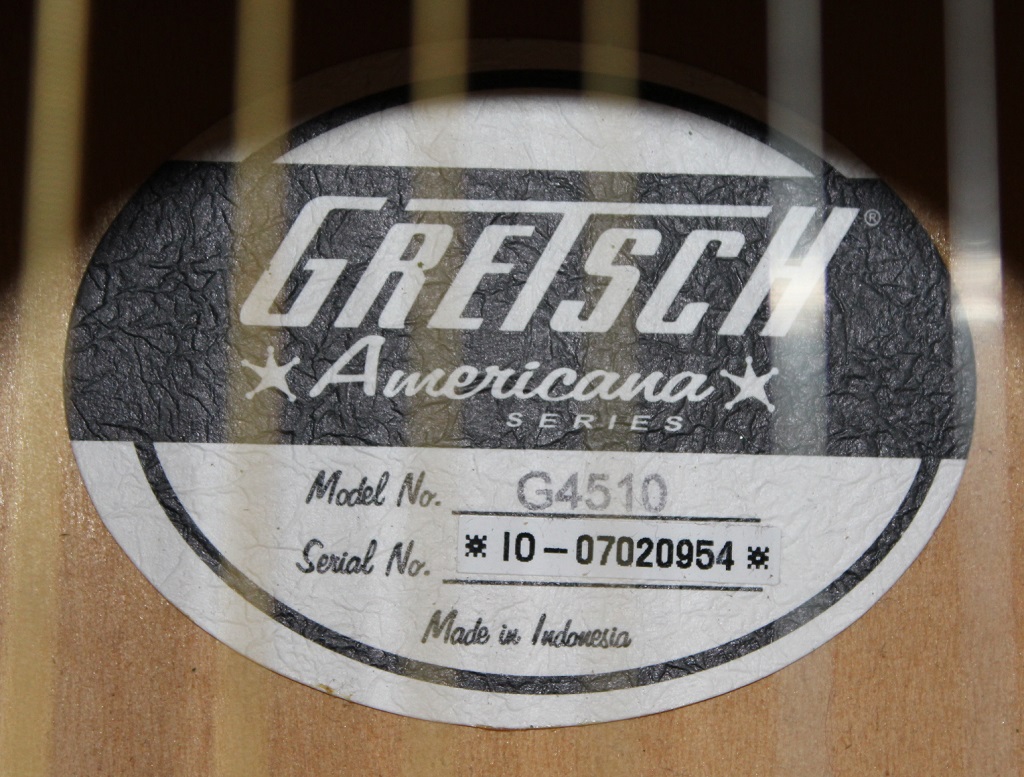 GRETSCH®
Americana
SERIES
Model No. G4510
Serial No. * IO-07020954 *
Made in Indonesia